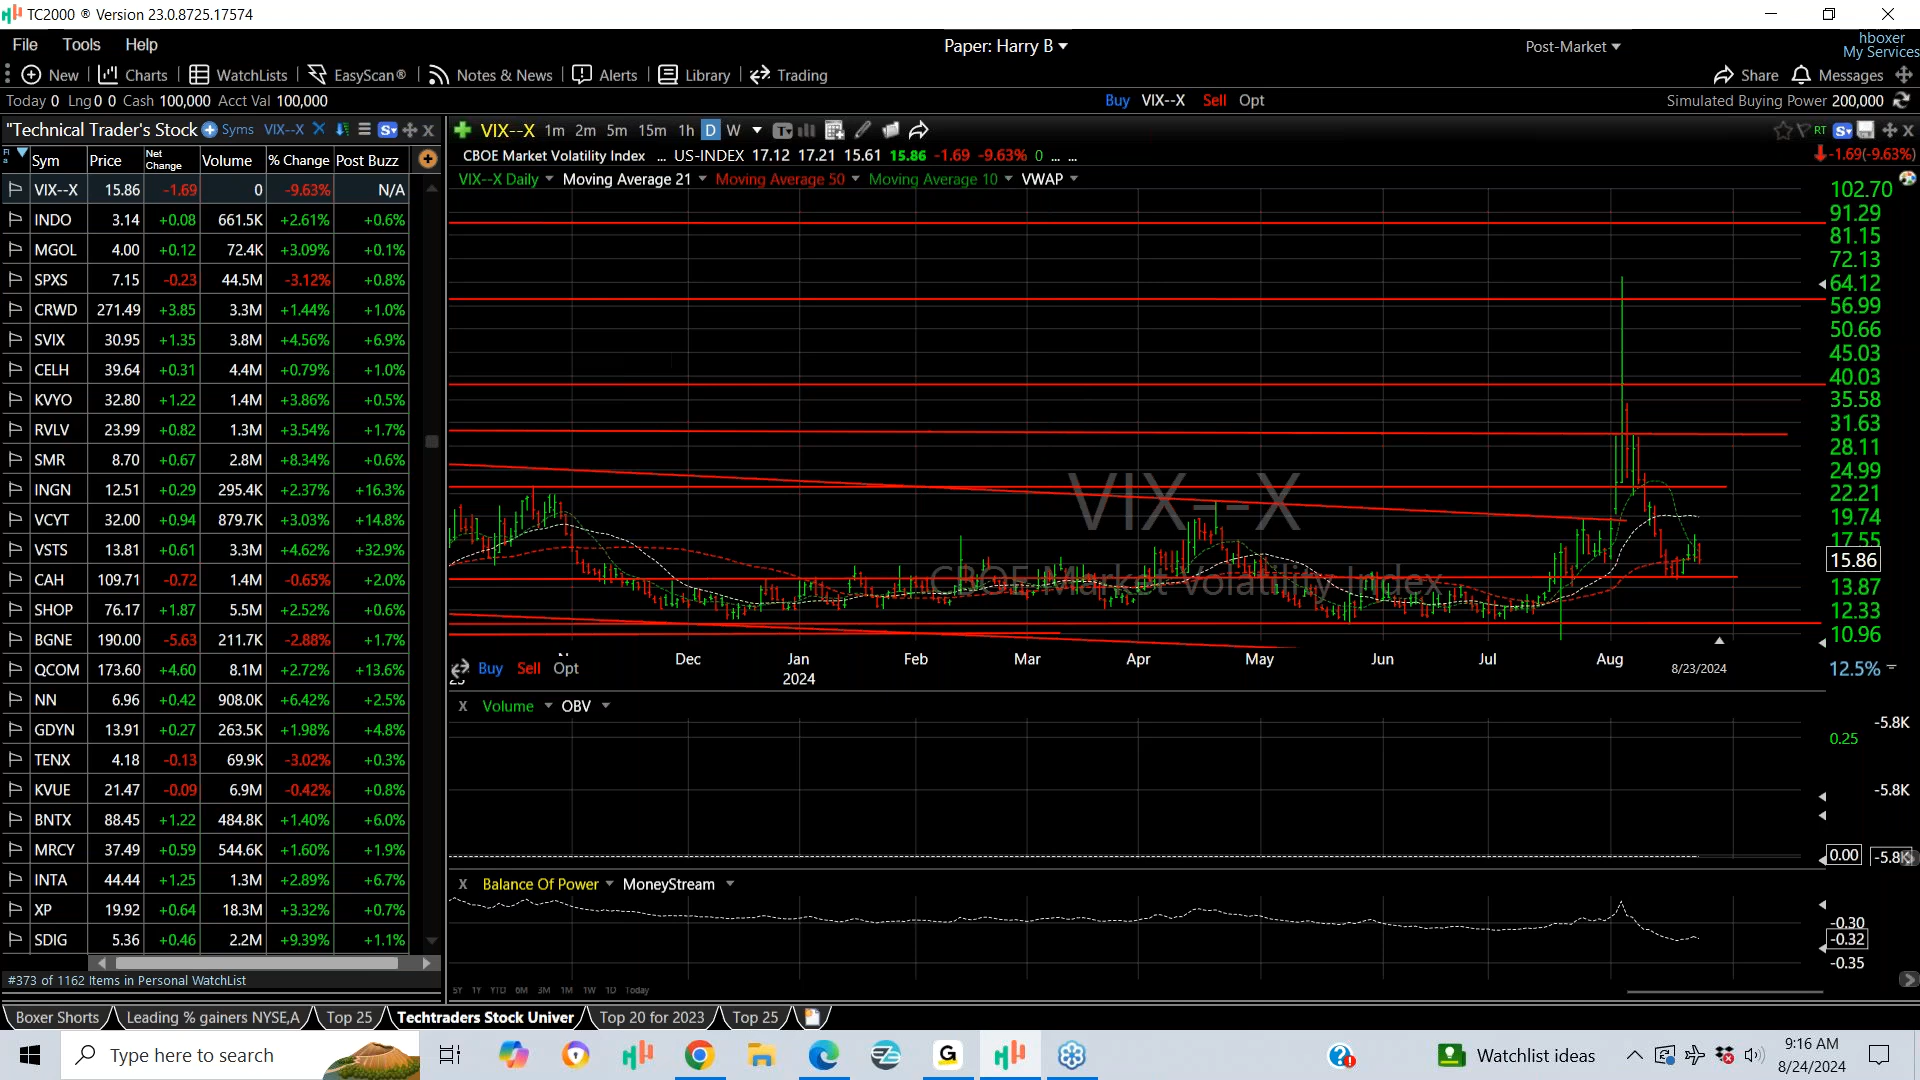 TC2000 ® Version 23.0.8725.17574
File Tools Help
Paper: Harry B
Post-Market
hboxer
My Services
New Charts WatchLists EasyScan® Notes & News Alerts Library Trading
Share Messages
Today 0 Lng 0 0 Cash 100,000 Acct Val 100,000
Buy VIX--X Sell Opt
Simulated Buying Power 200,000
"Technical Trader's Stock Syms VIX--X
VIX--X 1m 2m 5m 15m 1h D W
RT
Sym Price Net Change Volume % Change Post Buzz
CBOE Market Volatility Index ... US-INDEX 17.12 17.21 15.61 15.86 -1.69 -9.63% 0 ... ...
-1.69(-9.63%)
VIX--X Daily Moving Average 21 Moving Average 50 Moving Average 10 VWAP
VIX--X 15.86 -1.69 0 -9.63% N/A
INDO 3.14 +0.08 661.5K +2.61% +0.6%
MGOL 4.00 +0.12 72.4K +3.09% +0.1%
SPXS 7.15 -0.23 44.5M -3.12% +0.8%
CRWD 271.49 +3.85 3.3M +1.44% +1.0%
SVIX 30.95 +1.35 3.8M +4.56% +6.9%
CELH 39.64 +0.31 4.4M +0.79% +1.0%
KVYO 32.80 +1.22 1.4M +3.86% +0.5%
RVLV 23.99 +0.82 1.3M +3.54% +1.7%
SMR 8.70 +0.67 2.8M +8.34% +0.6%
INGN 12.51 +0.29 295.4K +2.37% +16.3%
VCYT 32.00 +0.94 879.7K +3.03% +14.8%
VSTS 13.81 +0.61 3.3M +4.62% +32.9%
CAH 109.71 -0.72 1.4M -0.65% +2.0%
SHOP 76.17 +1.87 5.5M +2.52% +0.6%
BGNE 190.00 -5.63 211.7K -2.88% +1.7%
QCOM 173.60 +4.60 8.1M +2.72% +13.6%
NN 6.96 +0.42 908.0K +6.42% +2.5%
GDYN 13.91 +0.27 263.5K +1.98% +4.8%
TENX 4.18 -0.13 69.9K -3.02% +0.3%
KVUE 21.47 -0.09 6.9M -0.42% +0.8%
BNTX 88.45 +1.22 484.8K +1.40% +6.0%
MRCY 37.49 +0.59 544.6K +1.60% +1.9%
INTA 44.44 +1.25 1.3M +2.89% +6.7%
XP 19.92 +0.64 18.3M +3.32% +0.7%
SDIG 5.36 +0.46 2.2M +9.39% +1.1%
#373 of 1162 Items in Personal WatchList
VIX--X
CBOE Market Volatility Index
102.70
91.29
81.15
72.13
64.12
56.99
50.66
45.03
40.03
35.58
31.63
28.11
24.99
22.21
19.74
17.55
15.86
13.87
12.33
10.96
12.5%
Dec Jan Feb Mar Apr May Jun Jul Aug
2024
8/23/2024
Buy Sell Opt
X Volume OBV
-5.8K
0.25
-5.8K
0.00 -5.8K
X Balance Of Power MoneyStream
-0.30
-0.32
-0.35
5Y 1Y YTD 6M 3M 1M 1W 1D Today
Boxer Shorts Leading % gainers NYSE,A Top 25 Techtraders Stock Univer Top 20 for 2023 Top 25
Type here to search
Watchlist ideas
9:16 AM
8/24/2024